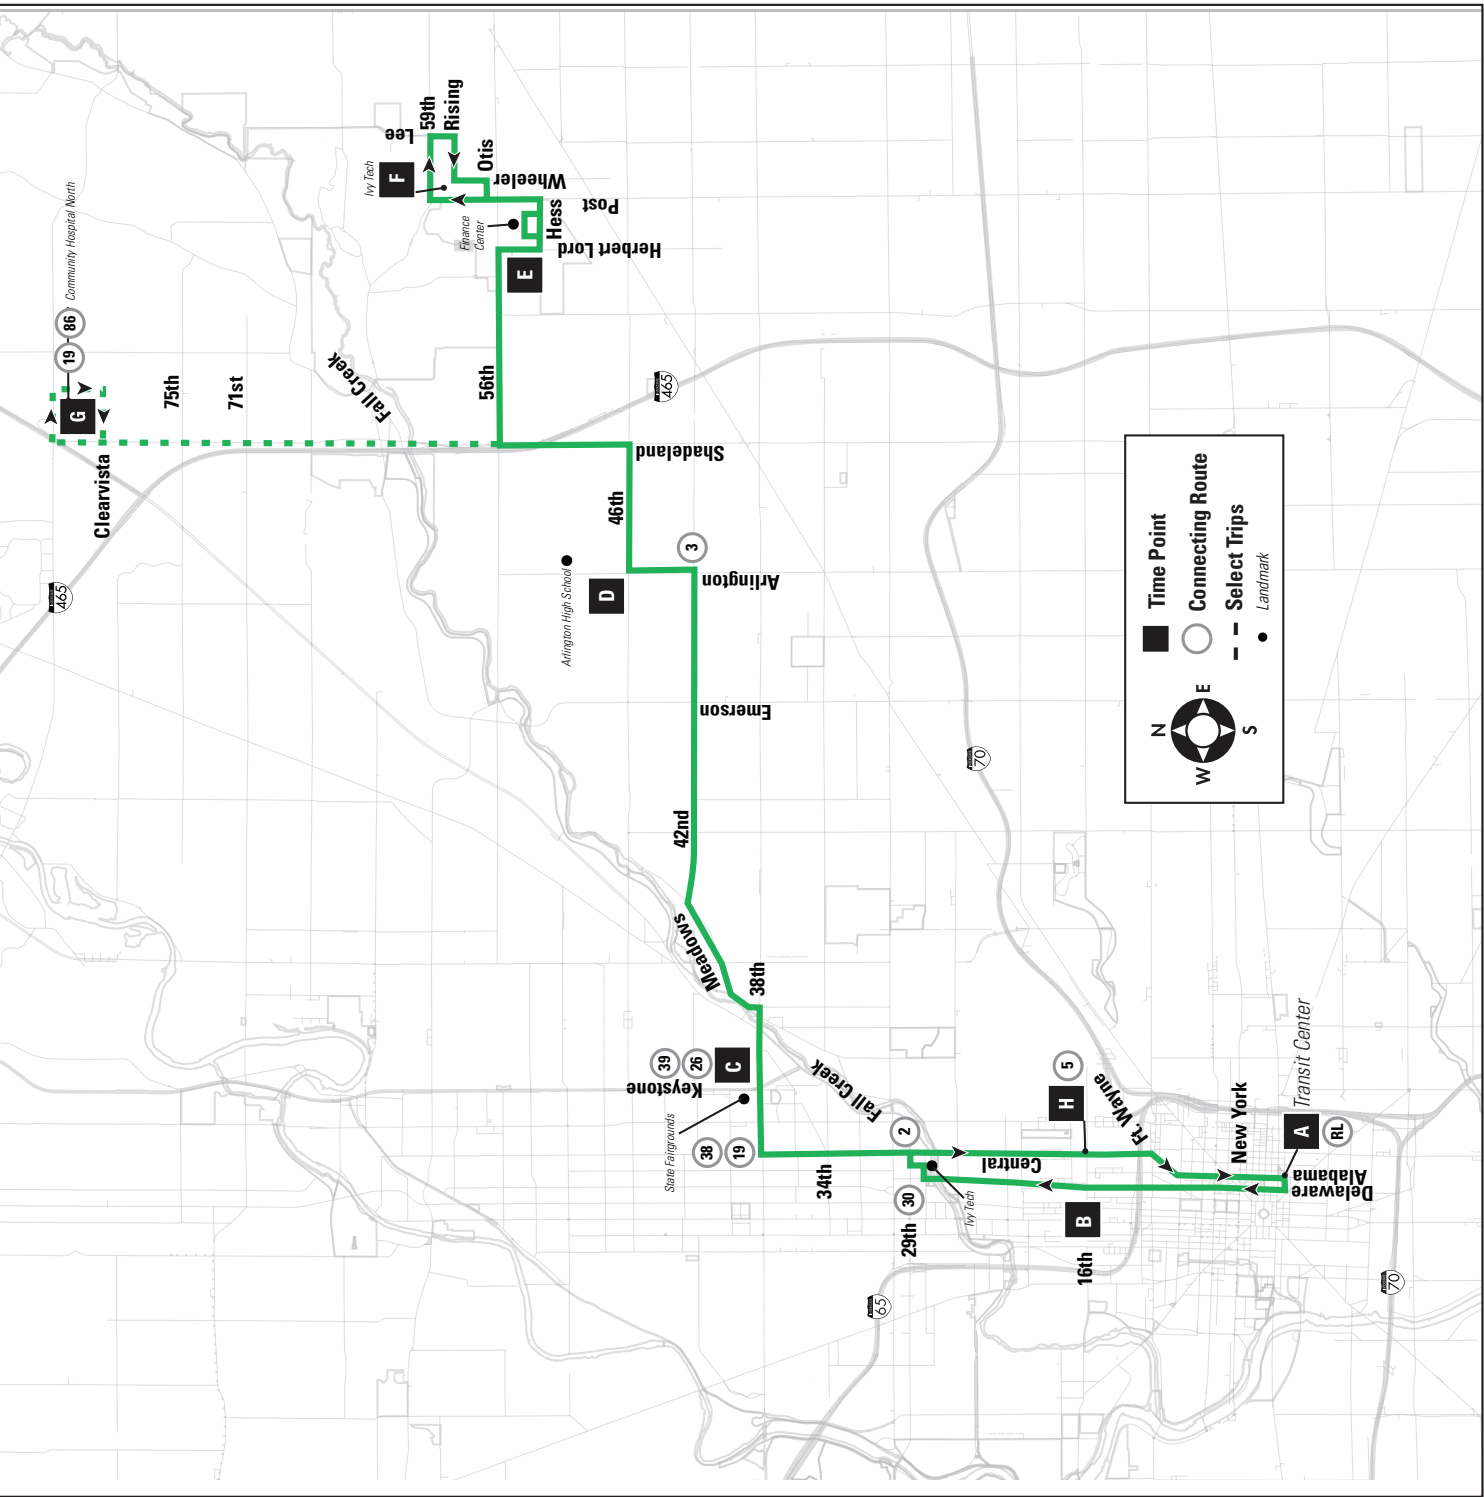 Community Hospital North
19
86
G
Clearvista
75th
71st
Fall Creek
465
465
Ivy Tech
F
Lee
59th
Rising
Otis
Wheeler
Post
Finance
Center
Hess
Herbert Lord
E
56th
Shadeland
46th
Arlington High School
D
3
Arlington
Emerson
42nd
Meadows
38th
39
26
Keystone
C
State Fairgrounds
38
19
34th
Fall Creek
2
30
29th
Ivy Tech
Central
5
H
Ft. Wayne
B
16th
New York
Transit Center
A
RL
Alabama
Delaware
65
70
70
N
E
S
W
Time Point
Connecting Route
Select Trips
Landmark